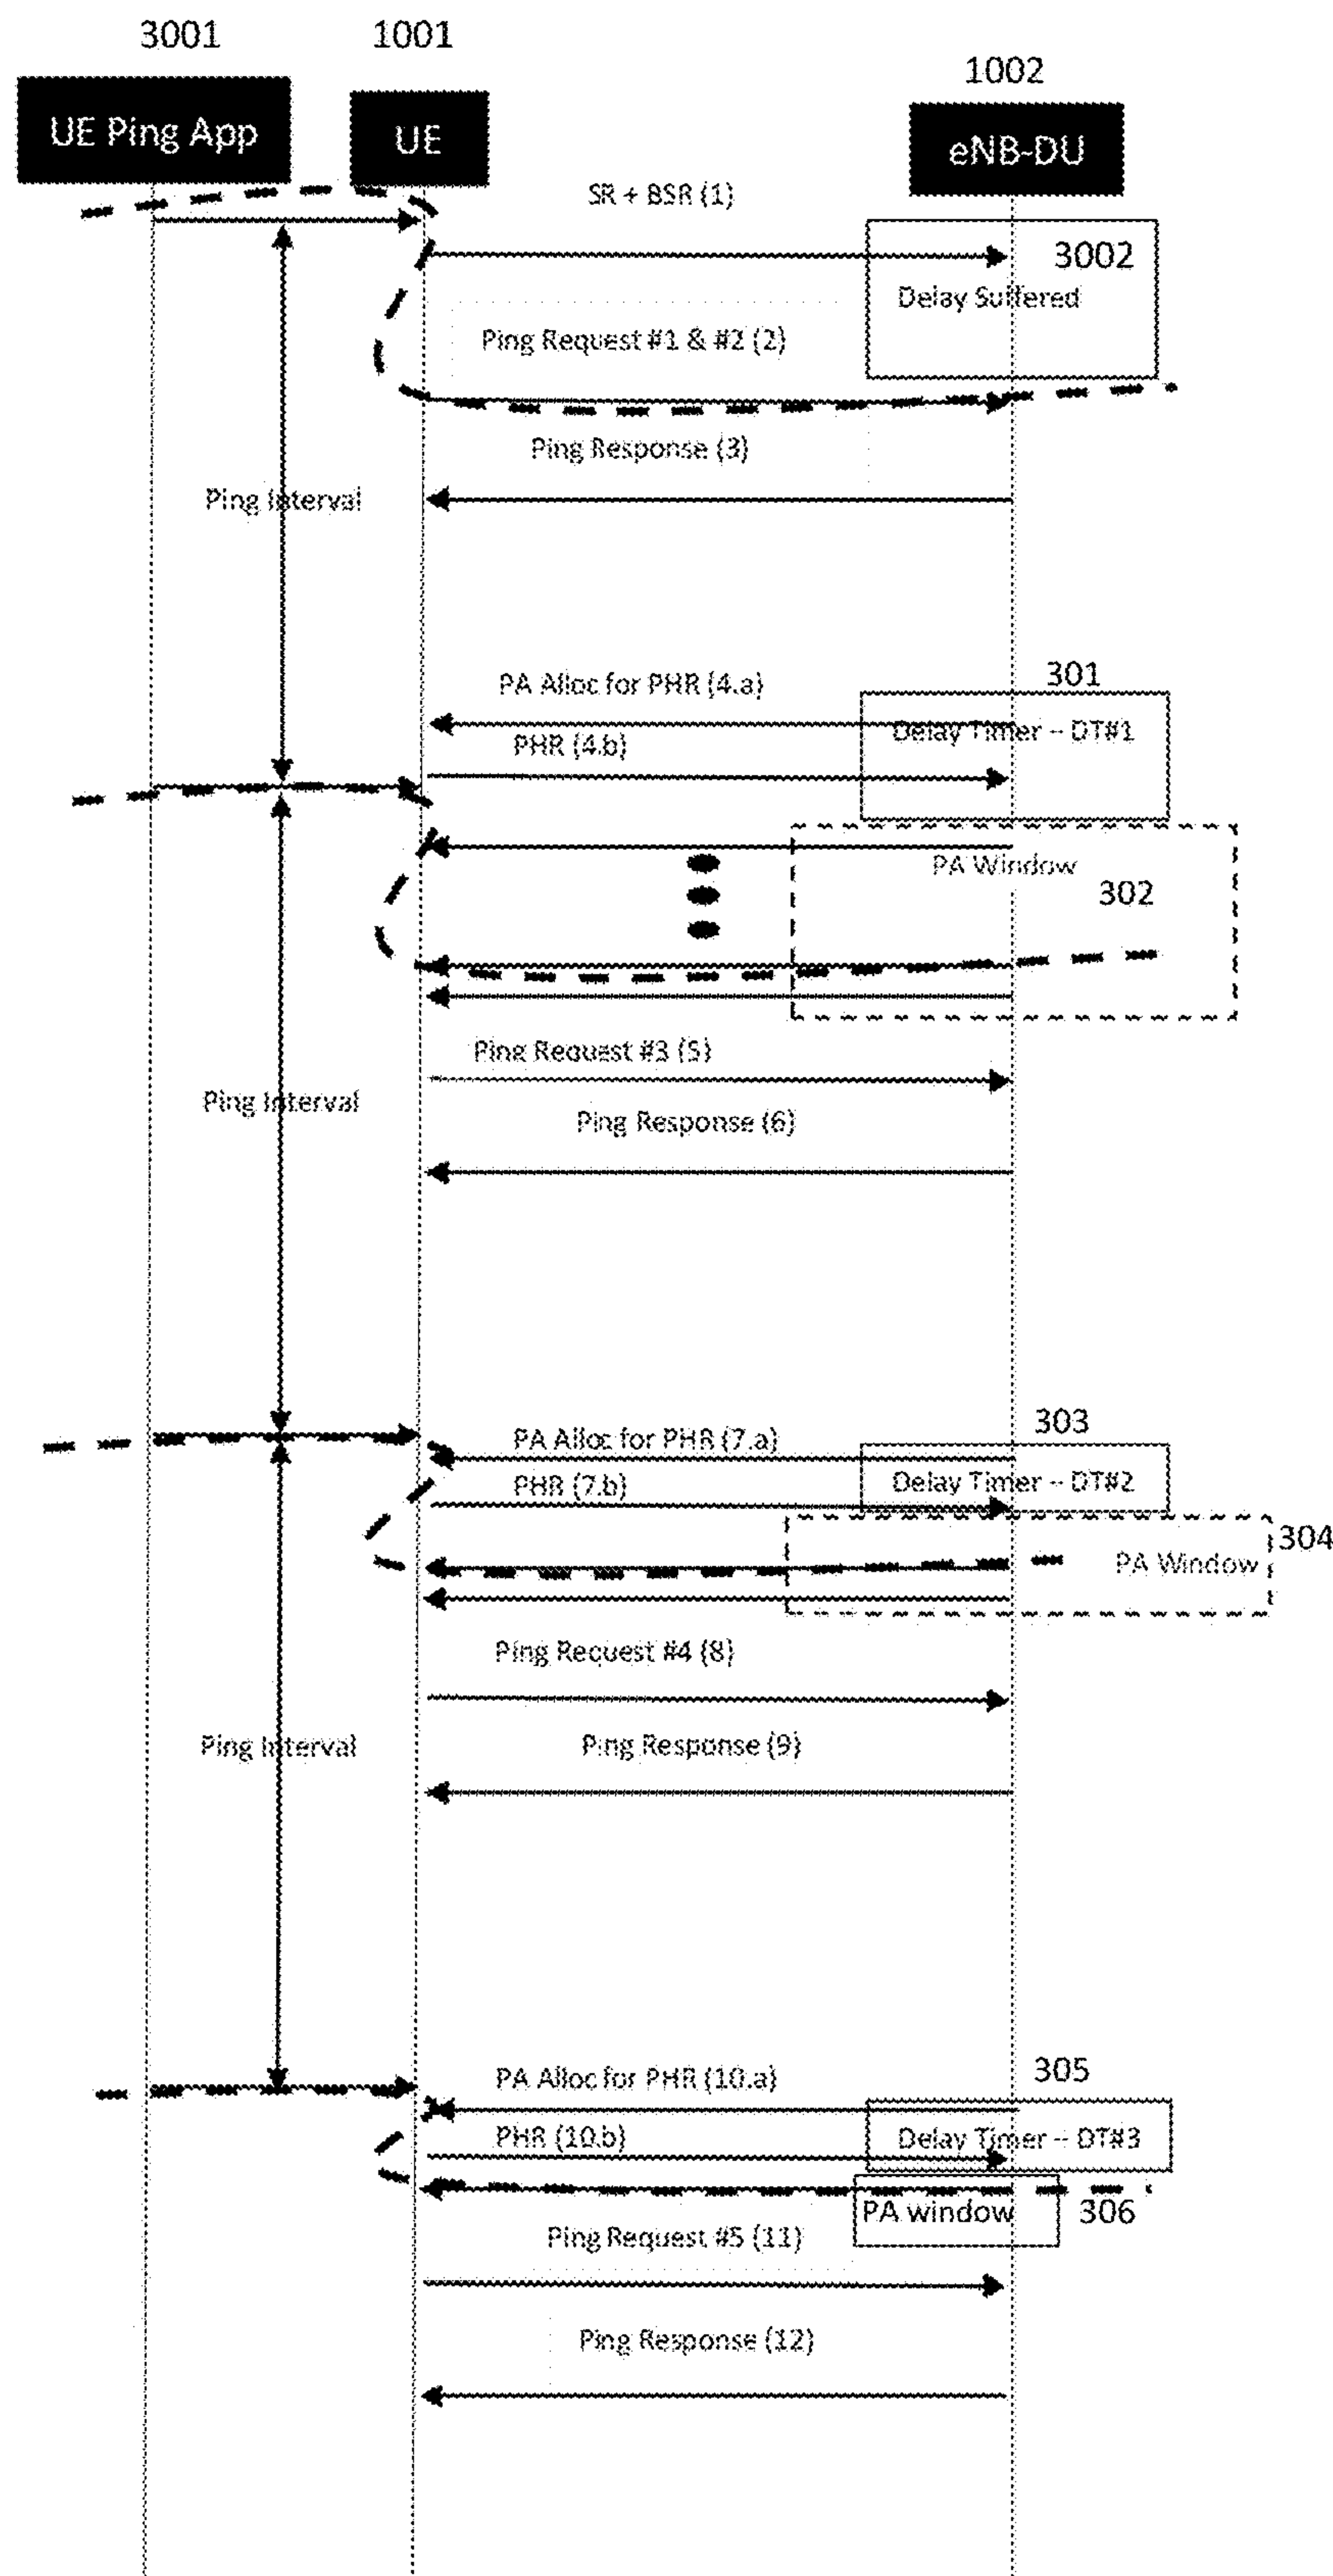 3001
1001
1002
UE Ping App
UE
eNB-DU
SR + BSR (1)
3002
Delay Suffered
Ping Request #1 & #2 (2)
Ping Response (3)
Ping Interval
PA Alloc for PHR (4.a)
301
Delay Timer – DT#1
PHR (4.b)
PA Window
302
Ping Request #3 (5)
Ping Interval
Ping Response (6)
303
PA Alloc for PHR (7.a)
PHR (7.b)
Delay Timer – DT#2
304
PA Window
Ping Request #4 (8)
Ping Interval
Ping Response (9)
305
PA Alloc for PHR (10.a)
PHR (10.b)
Delay Timer – DT#3
PA window
306
Ping Request #5 (11)
Ping Response (12)